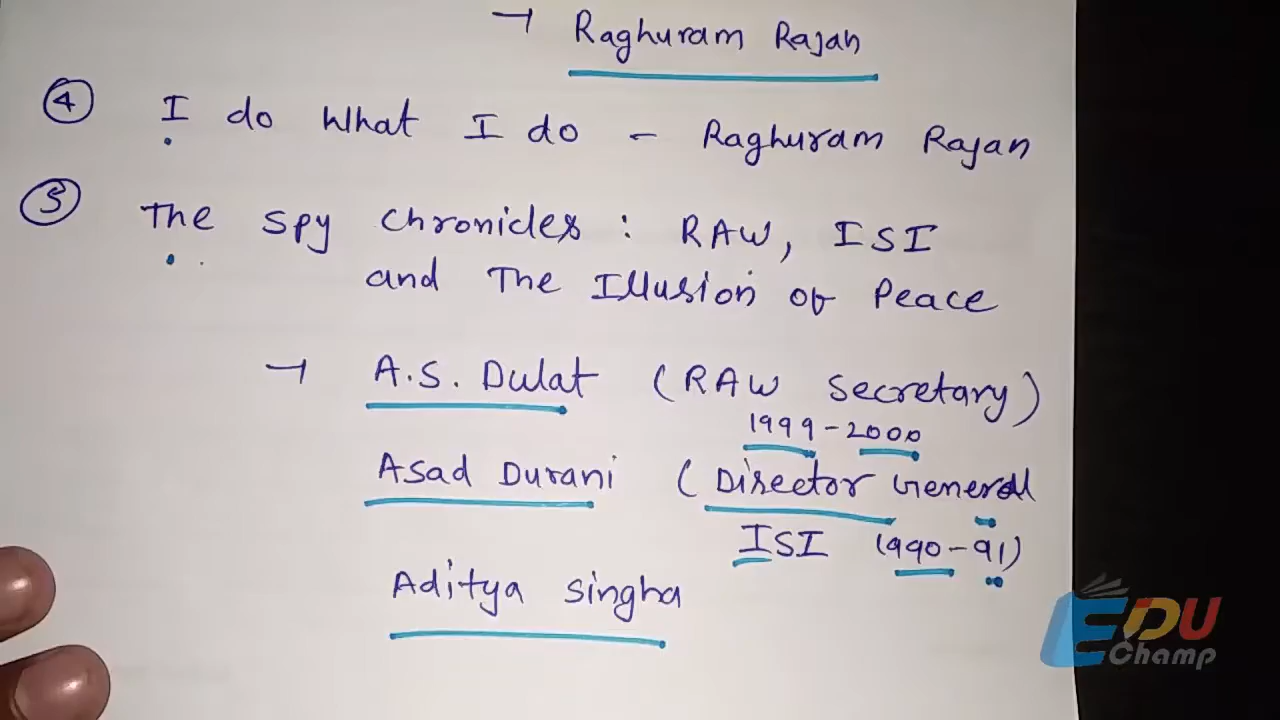 → Raghuram Rajan
④ I do What I do - Raghuram Rajan
⑤ The Spy Chronicles : RAW, ISI
and The Illusion of Peace
→ A.S. Dulat (RAW Secretary)
1999-2000
Asad Durani (Director General
ISI (1990-91)
Aditya Singha
EDU
Champ